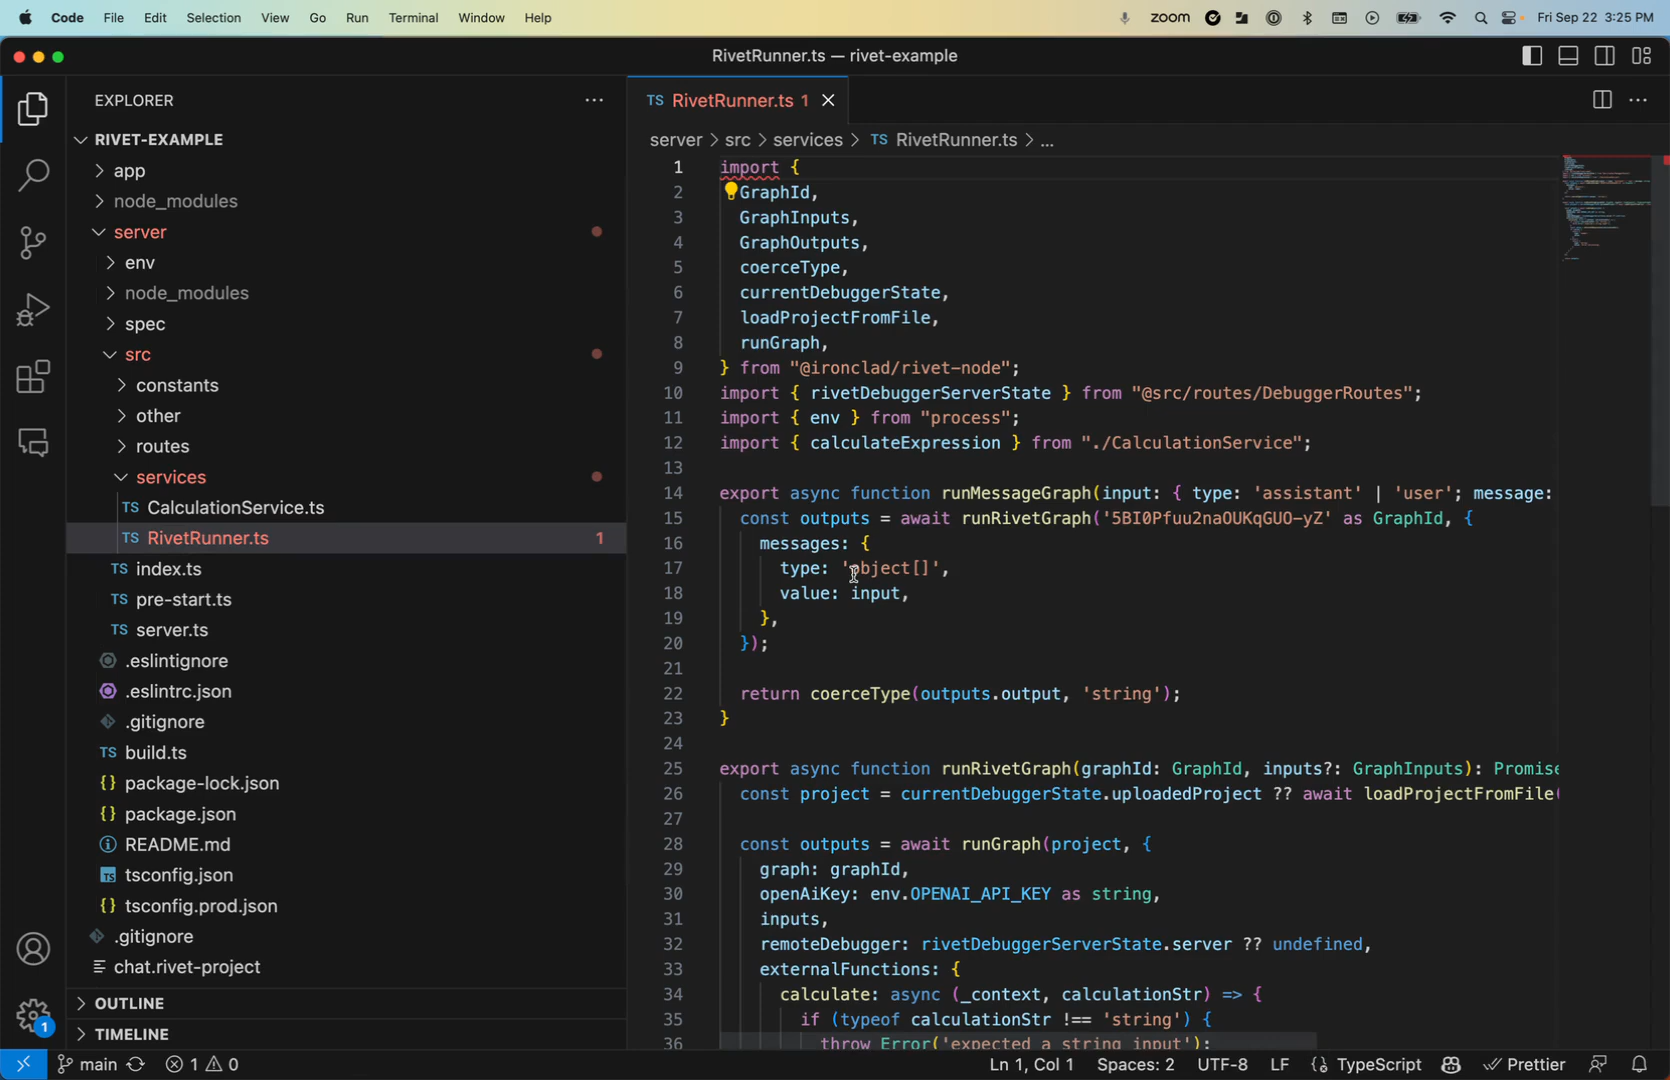 Code File Edit Selection View Go Run Terminal Window Help zoom Fri Sep 22 3:25 PM
RivetRunner.ts — rivet-example
EXPLORER
RIVET-EXAMPLE
app
node_modules
server
env
node_modules
spec
src
constants
other
routes
services
TS CalculationService.ts
TS RivetRunner.ts 1
TS index.ts
TS pre-start.ts
TS server.ts
.eslintignore
.eslintrc.json
.gitignore
TS build.ts
{} package-lock.json
{} package.json
README.md
tsconfig.json
{} tsconfig.prod.json
.gitignore
chat.rivet-project
OUTLINE
TIMELINE
TS RivetRunner.ts 1
server > src > services > TS RivetRunner.ts > ...
1 import {
2 GraphId,
3 GraphInputs,
4 GraphOutputs,
5 coerceType,
6 currentDebuggerState,
7 loadProjectFromFile,
8 runGraph,
9 } from "@ironclad/rivet-node";
10 import { rivetDebuggerServerState } from "@src/routes/DebuggerRoutes";
11 import { env } from "process";
12 import { calculateExpression } from "./CalculationService";
13
14 export async function runMessageGraph(input: { type: 'assistant' | 'user'; message:
15 const outputs = await runRivetGraph('5BI0Pfuu2naOUKqGUO-yZ' as GraphId, {
16 messages: {
17 type: 'object[]',
18 value: input,
19 },
20 });
21
22 return coerceType(outputs.output, 'string');
23 }
24
25 export async function runRivetGraph(graphId: GraphId, inputs?: GraphInputs): Promise
26 const project = currentDebuggerState.uploadedProject ?? await loadProjectFromFile(
27
28 const outputs = await runGraph(project, {
29 graph: graphId,
30 openAiKey: env.OPENAI_API_KEY as string,
31 inputs,
32 remoteDebugger: rivetDebuggerServerState.server ?? undefined,
33 externalFunctions: {
34 calculate: async (_context, calculationStr) => {
35 if (typeof calculationStr !== 'string') {
36 throw Error('expected a string input');
1
main 1 0 Ln 1, Col 1 Spaces: 2 UTF-8 LF {} TypeScript Prettier